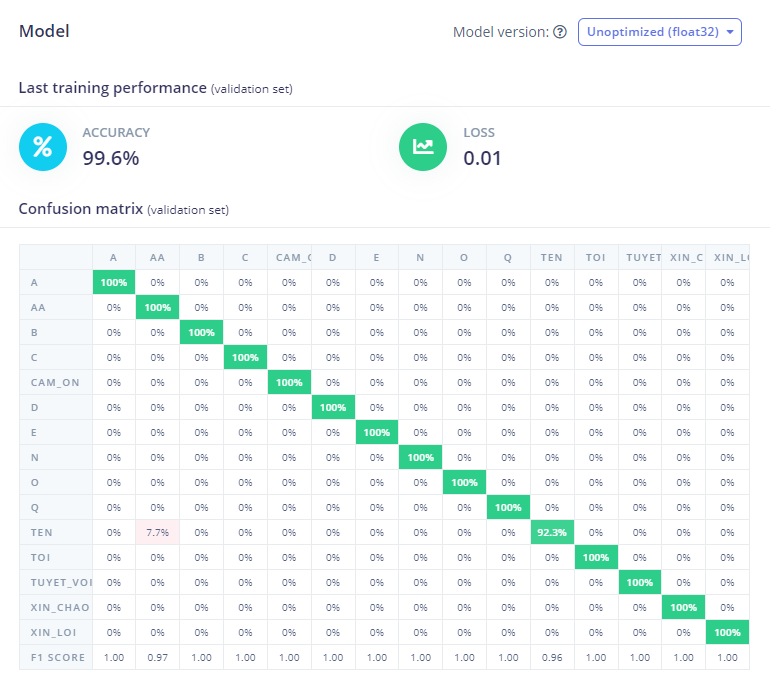 Model Model version: ? Unoptimized (float32)
Last training performance (validation set)
% ACCURACY LOSS
99.6% 0.01
Confusion matrix (validation set)
A AA B C CAM_ D E N O Q TEN TOI TUYET XIN_C XIN_L
A 100% 0% 0% 0% 0% 0% 0% 0% 0% 0% 0% 0% 0% 0% 0%
AA 0% 100% 0% 0% 0% 0% 0% 0% 0% 0% 0% 0% 0% 0% 0%
B 0% 0% 100% 0% 0% 0% 0% 0% 0% 0% 0% 0% 0% 0% 0%
C 0% 0% 0% 100% 0% 0% 0% 0% 0% 0% 0% 0% 0% 0% 0%
CAM_ON 0% 0% 0% 0% 100% 0% 0% 0% 0% 0% 0% 0% 0% 0% 0%
D 0% 0% 0% 0% 0% 100% 0% 0% 0% 0% 0% 0% 0% 0% 0%
E 0% 0% 0% 0% 0% 0% 100% 0% 0% 0% 0% 0% 0% 0% 0%
N 0% 0% 0% 0% 0% 0% 0% 100% 0% 0% 0% 0% 0% 0% 0%
O 0% 0% 0% 0% 0% 0% 0% 0% 100% 0% 0% 0% 0% 0% 0%
Q 0% 0% 0% 0% 0% 0% 0% 0% 0% 100% 0% 0% 0% 0% 0%
TEN 0% 7.7% 0% 0% 0% 0% 0% 0% 0% 0% 92.3% 0% 0% 0% 0%
TOI 0% 0% 0% 0% 0% 0% 0% 0% 0% 0% 0% 100% 0% 0% 0%
TUYET_VOI 0% 0% 0% 0% 0% 0% 0% 0% 0% 0% 0% 0% 100% 0% 0%
XIN_CHAO 0% 0% 0% 0% 0% 0% 0% 0% 0% 0% 0% 0% 0% 100% 0%
XIN_LOI 0% 0% 0% 0% 0% 0% 0% 0% 0% 0% 0% 0% 0% 0% 100%
F1 SCORE 1.00 0.97 1.00 1.00 1.00 1.00 1.00 1.00 1.00 1.00 0.96 1.00 1.00 1.00 1.00